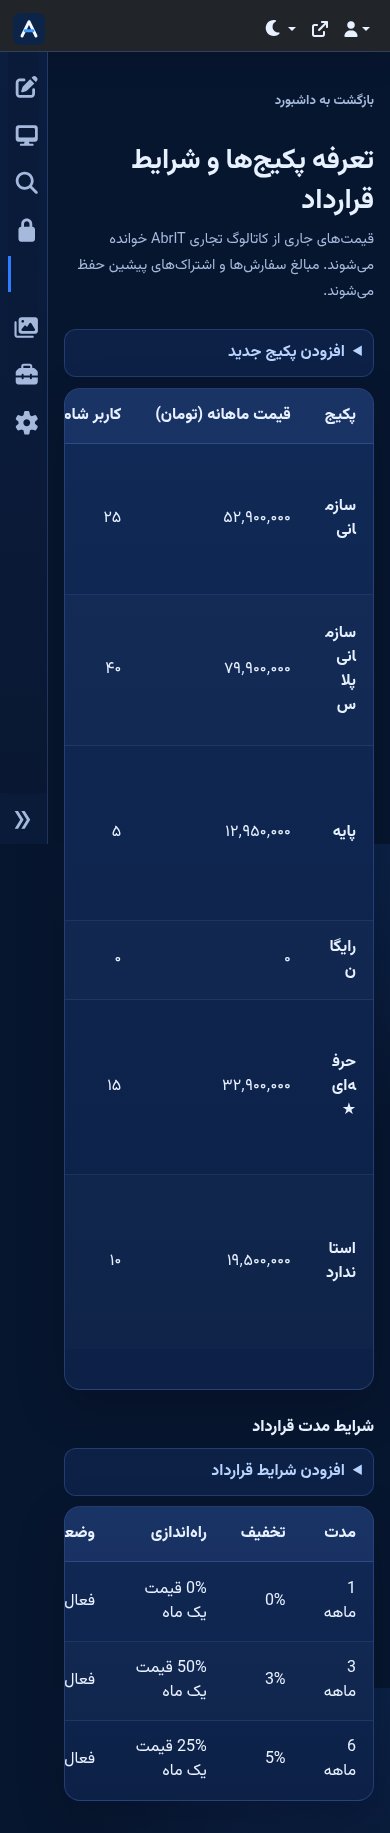 بازگشت به داشبورد
تعرفه پکیج‌ها و شرایط
قرارداد
قیمت‌های جاری از کاتالوگ تجاری AbrIT خوانده
می‌شوند. مبالغ سفارش‌ها و اشتراک‌های پیشین حفظ
می‌شوند.
◀ افزودن پکیج جدید
پکیج قیمت ماهانه (تومان) کاربر شام
سازم
انی ۵۲,۹۰۰,۰۰۰ ۲۵
سازم
انی
پلا
س ۷۹,۹۰۰,۰۰۰ ۴۰
پایه ۱۲,۹۵۰,۰۰۰ ۵
رایگا
ن ۰ ۰
حرف
ه‌ای
★ ۳۲,۹۰۰,۰۰۰ ۱۵
استا
ندارد ۱۹,۵۰۰,۰۰۰ ۱۰
شرایط مدت قرارداد
◀ افزودن شرایط قرارداد
مدت تخفیف راه‌اندازی وضع
1
ماهه 0% 0% قیمت
یک ماه فعال
3
ماهه 3% 50% قیمت
یک ماه فعال
6
ماهه 5% 25% قیمت
یک ماه فعال